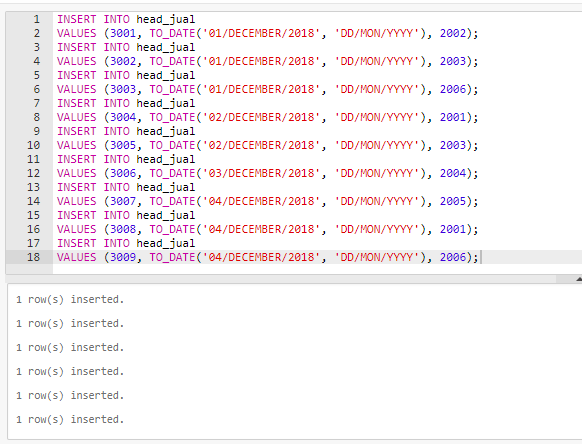 1 INSERT INTO head_jual
2 VALUES (3001, TO_DATE('01/DECEMBER/2018', 'DD/MON/YYYY'), 2002);
3 INSERT INTO head_jual
4 VALUES (3002, TO_DATE('01/DECEMBER/2018', 'DD/MON/YYYY'), 2003);
5 INSERT INTO head_jual
6 VALUES (3003, TO_DATE('01/DECEMBER/2018', 'DD/MON/YYYY'), 2006);
7 INSERT INTO head_jual
8 VALUES (3004, TO_DATE('02/DECEMBER/2018', 'DD/MON/YYYY'), 2001);
9 INSERT INTO head_jual
10 VALUES (3005, TO_DATE('02/DECEMBER/2018', 'DD/MON/YYYY'), 2003);
11 INSERT INTO head_jual
12 VALUES (3006, TO_DATE('03/DECEMBER/2018', 'DD/MON/YYYY'), 2004);
13 INSERT INTO head_jual
14 VALUES (3007, TO_DATE('04/DECEMBER/2018', 'DD/MON/YYYY'), 2005);
15 INSERT INTO head_jual
16 VALUES (3008, TO_DATE('04/DECEMBER/2018', 'DD/MON/YYYY'), 2001);
17 INSERT INTO head_jual
18 VALUES (3009, TO_DATE('04/DECEMBER/2018', 'DD/MON/YYYY'), 2006);
1 row(s) inserted.
1 row(s) inserted.
1 row(s) inserted.
1 row(s) inserted.
1 row(s) inserted.
1 row(s) inserted.